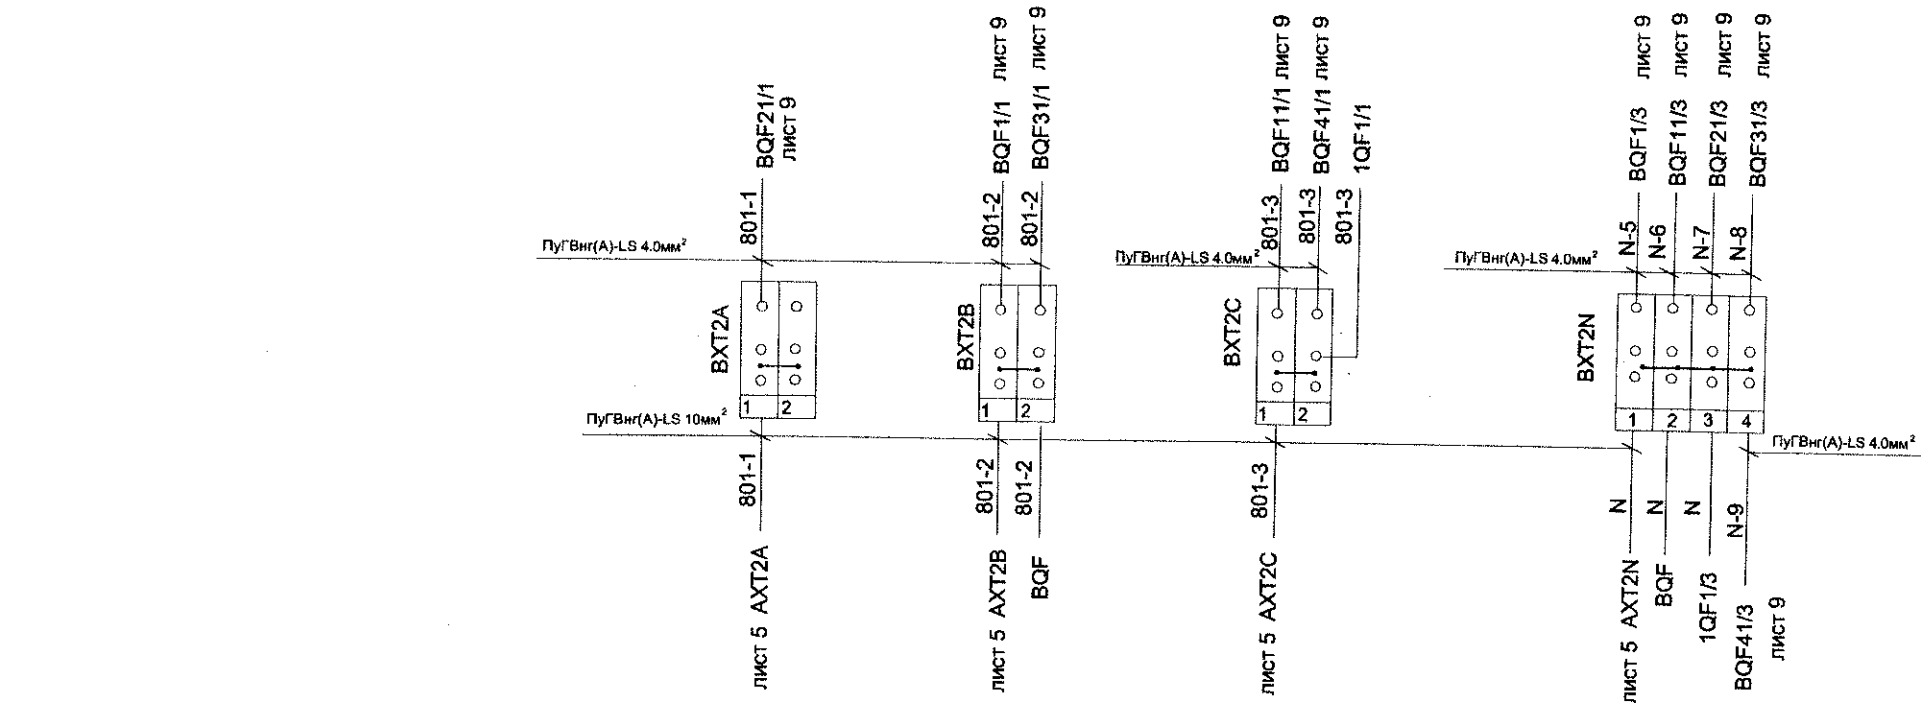 BQF21/1
лист 9
801-1
ПуГВнг(А)-LS 4.0мм²
BXT2A
1 2
ПуГВнг(А)-LS 10мм²
801-1
лист 5 AXT2A
BQF1/1 лист 9
BQF31/1 лист 9
801-2
801-2
BXT2B
1 2
801-2
801-2
лист 5 AXT2B
BQF
BQF11/1 лист 9
BQF41/1 лист 9
1QF1/1
801-3
801-3
801-3
ПуГВнг(А)-LS 4.0мм²
BXT2C
1 2
801-3
лист 5 AXT2C
BQF1/3 лист 9
BQF11/3 лист 9
BQF21/3 лист 9
BQF31/3 лист 9
N-5
N-6
N-7
N-8
ПуГВнг(А)-LS 4.0мм²
BXT2N
1 2 3 4
ПуГВнг(А)-LS 4.0мм²
N
N
N
N-9
лист 5 AXT2N
BQF
1QF1/3
BQF41/3
лист 9